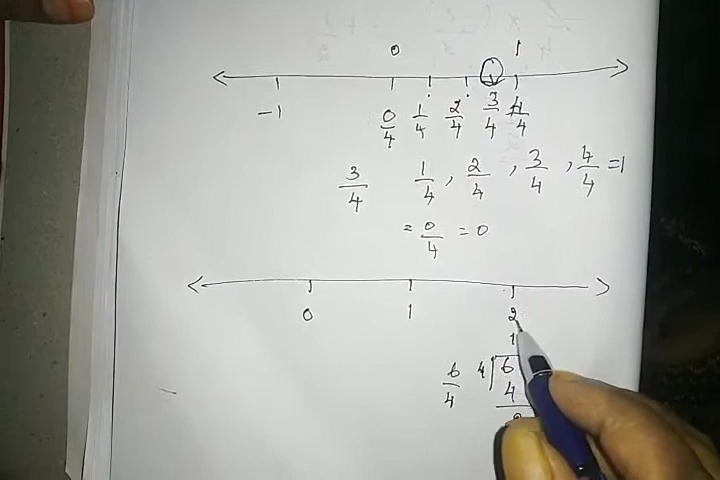 0 1
-1 0/4 1/4 2/4 3/4 4/4
3/4 1/4 , 2/4 , 3/4 , 4/4 =1
= 0/4 = 0
0 1 2
1
6/4 4 6
4